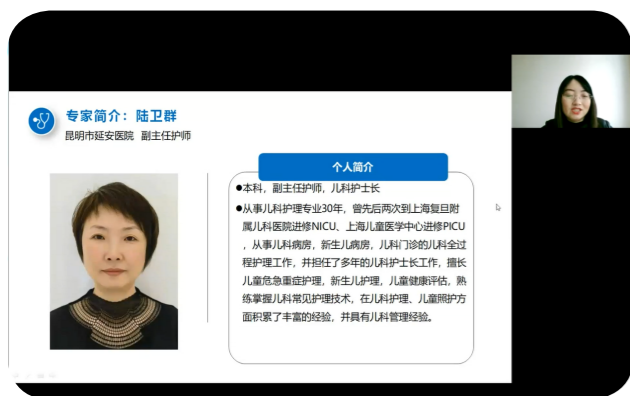 专家简介：陆卫群
昆明市延安医院 副主任护师
个人简介
●本科，副主任护师，儿科护士长
●从事儿科护理专业30年，曾先后两次到上海复旦附
属儿科医院进修NICU、上海儿童医学中心进修PICU
，从事儿科病房，新生儿病房，儿科门诊的儿科全过
程护理工作，并担任了多年的儿科护士长工作，擅长
儿童危急重症护理，新生儿护理，儿童健康评估，熟
练掌握儿科常见护理技术，在儿科护理、儿童照护方
面积累了丰富的经验，并具有儿科管理经验。